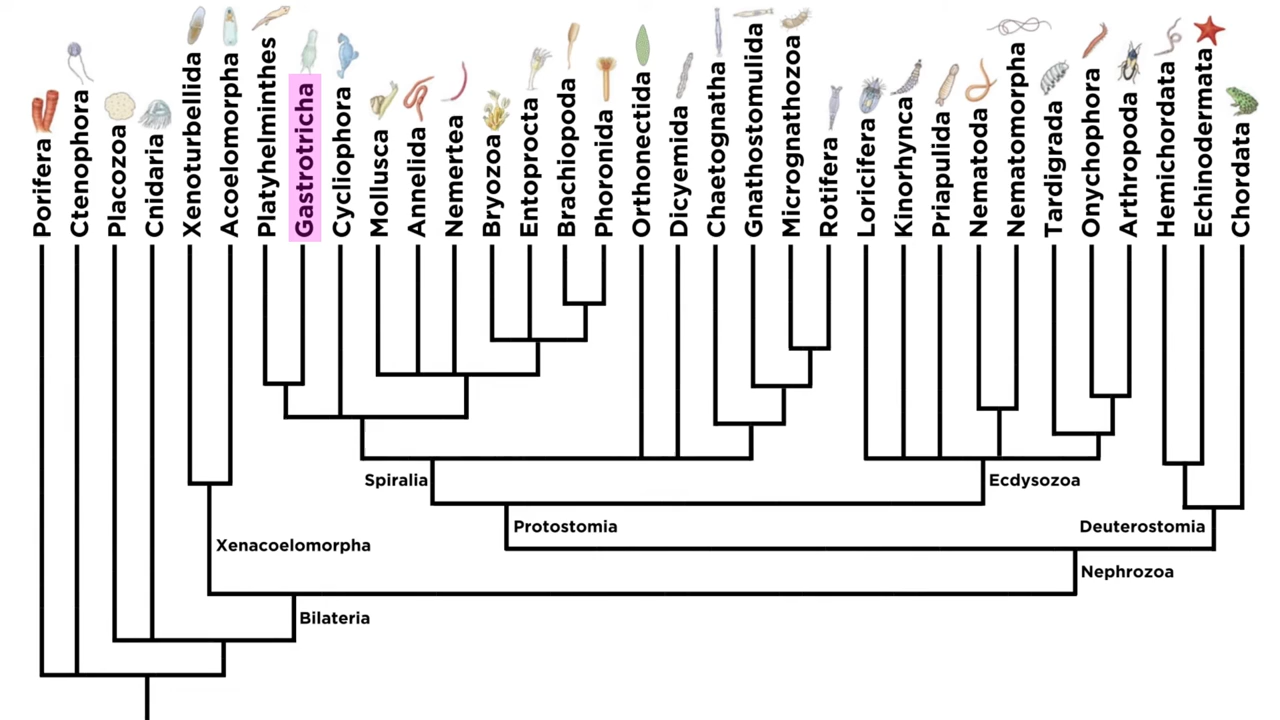 Porifera
Ctenophora
Placozoa
Cnidaria
Xenoturbellida
Acoelomorpha
Platyhelminthes
Gastrotricha
Cycliophora
Mollusca
Annelida
Nemertea
Bryozoa
Entoprocta
Brachiopoda
Phoronida
Orthonectida
Dicyemida
Chaetognatha
Gnathostomulida
Micrognathozoa
Rotifera
Loricifera
Kinorhynca
Priapulida
Nematoda
Nematomorpha
Tardigrada
Onychophora
Arthropoda
Hemichordata
Echinodermata
Chordata
Spiralia
Ecdysozoa
Protostomia
Deuterostomia
Xenacoelomorpha
Nephrozoa
Bilateria